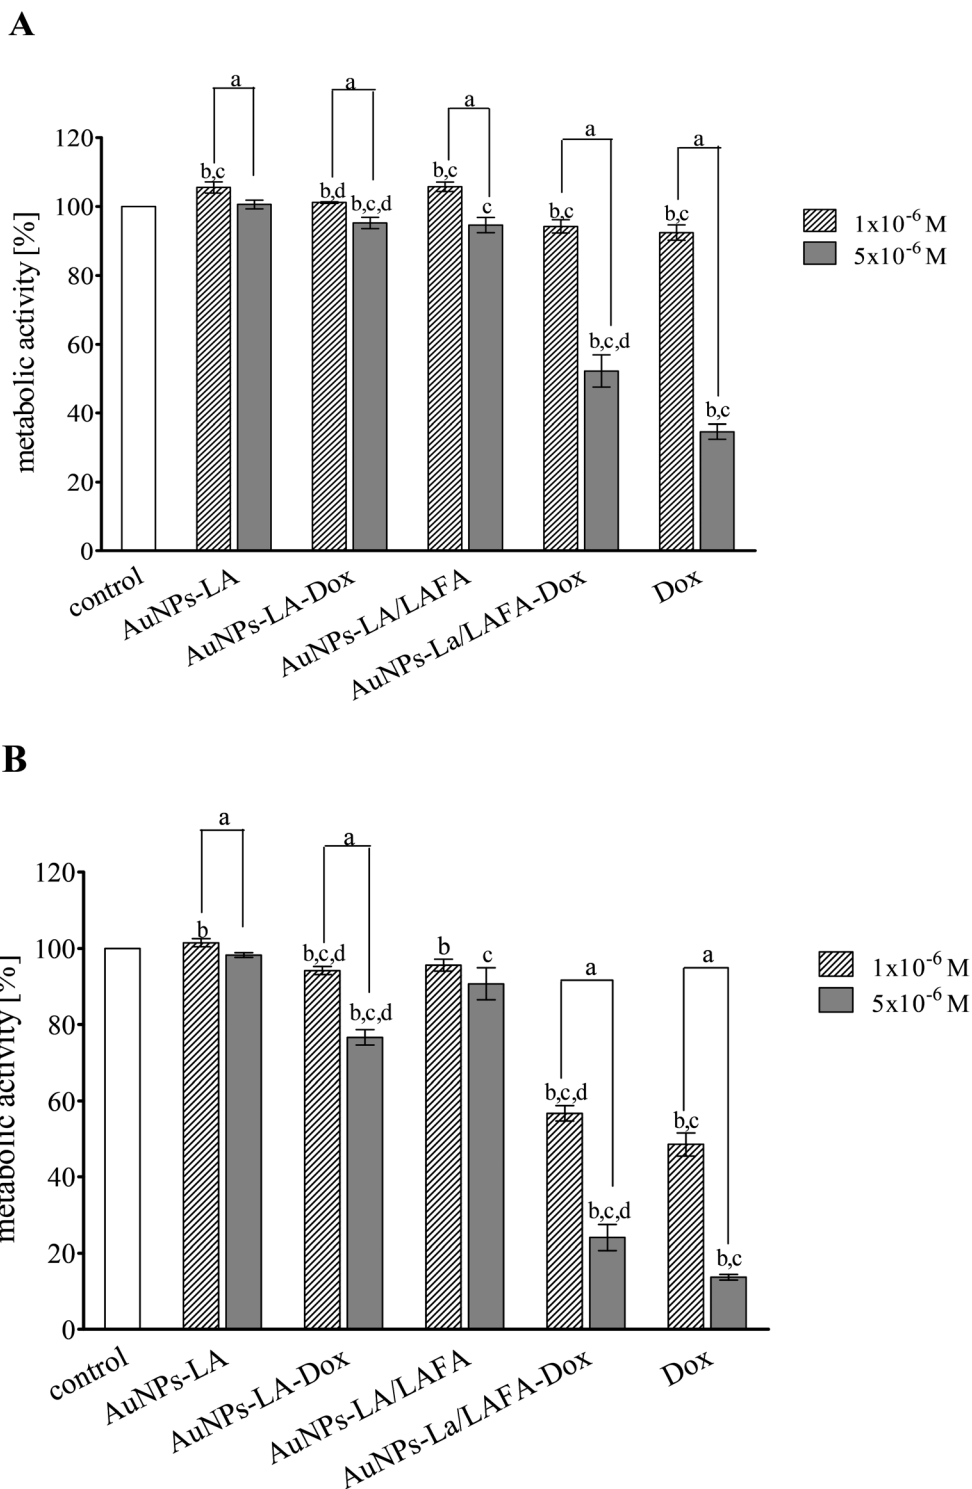 A
a a a a a
120
b,c b,d b,c,d b,c c b,c b,c
100
80
60
b,c,d
40
b,c
20
0
metabolic activity [%]
1x10-6 M
5x10-6 M
control AuNPs-LA AuNPs-LA-Dox AuNPs-LA/LAFA AuNPs-La/LAFA-Dox Dox
B
a a a a
120
b b,c,d b c
100
b,c,d
80
60
b,c,d b,c
40
b,c,d
20
b,c
0
metabolic activity [%]
1x10-6 M
5x10-6 M
control AuNPs-LA AuNPs-LA-Dox AuNPs-LA/LAFA AuNPs-La/LAFA-Dox Dox